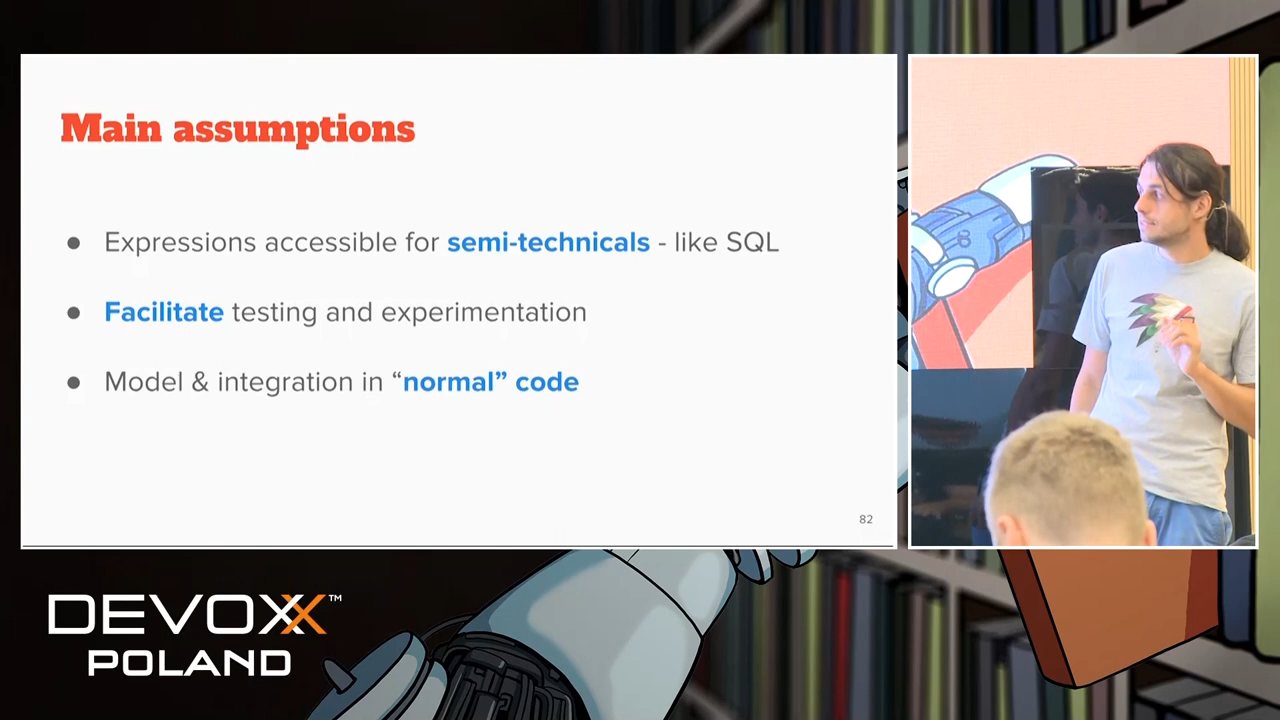 Main assumptions
● Expressions accessible for semi-technicals - like SQL
● Facilitate testing and experimentation
● Model & integration in “normal” code
82
DEVOXX™
POLAND